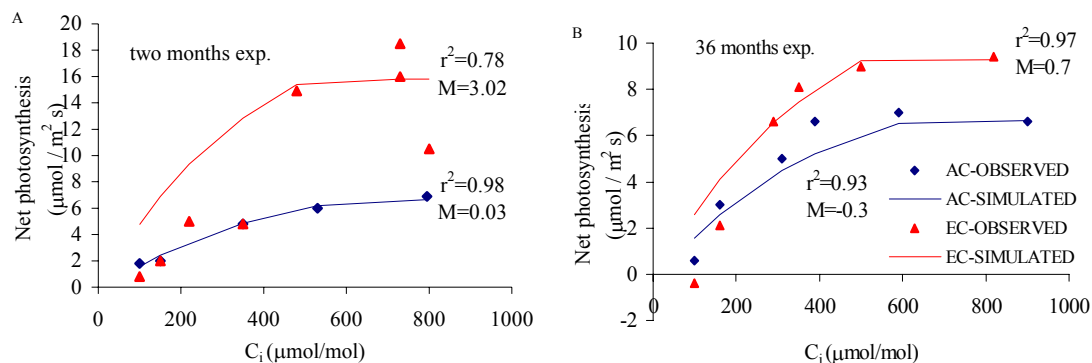 A
two months exp.
r²=0.78
M=3.02
r²=0.98
M=0.03
Net photosynthesis
(μmol / m² s)
20
18
16
14
12
10
8
6
4
2
0
0 200 400 600 800 1000
Cᵢ (μmol/mol)
B
36 months exp.
r²=0.97
M=0.7
r²=0.93
M=-0.3
AC-OBSERVED
AC-SIMULATED
EC-OBSERVED
EC-SIMULATED
Net photosynthesis
(μmol / m² s)
10
8
6
4
2
0
-2
0 200 400 600 800 1000
Cᵢ (μmol/mol)